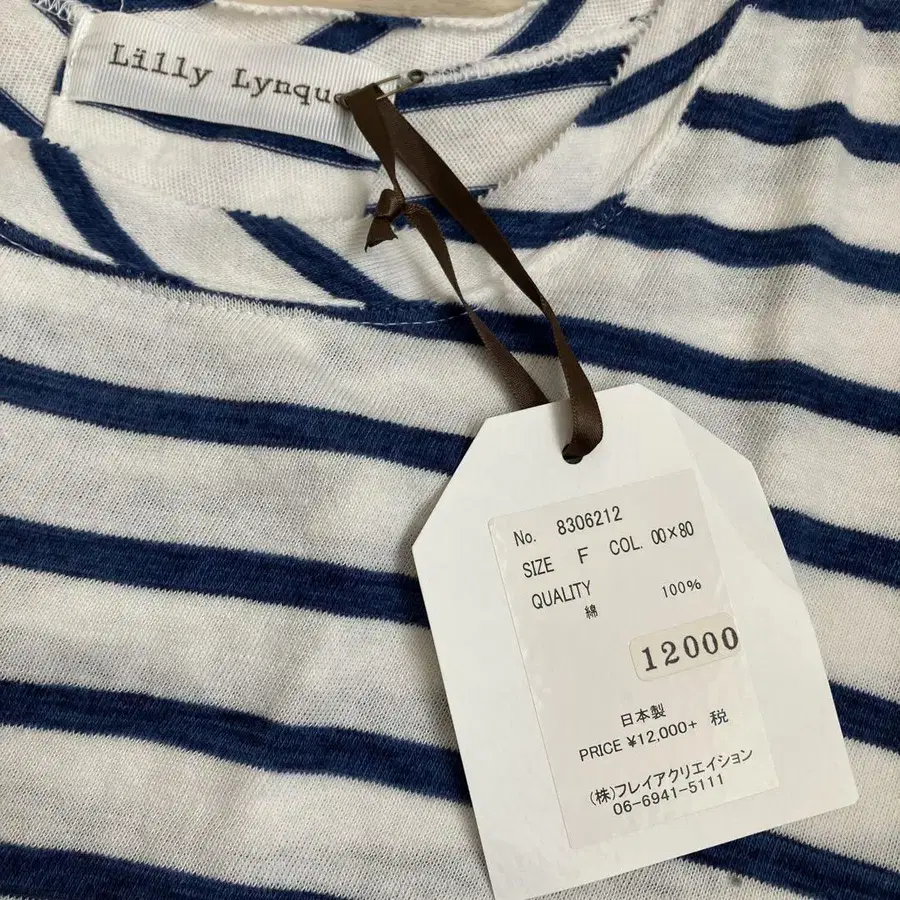 Lilly Lynqu
No. 8306212
SIZE F COL. 00×80
QUALITY
綿 100%
12000
日本製
PRICE ¥12,000+ 税
(株)フレイアクリエイション
06-6941-5111